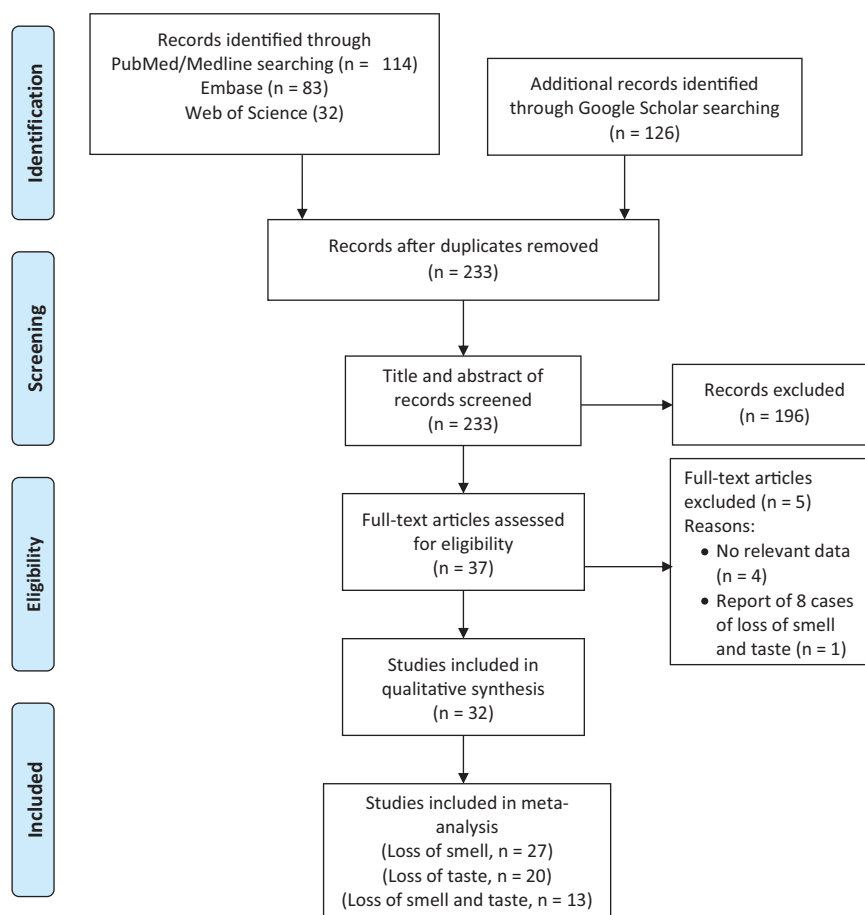 Identification
Records identified through
PubMed/Medline searching (n = 114)
Embase (n = 83)
Web of Science (32)
Additional records identified
through Google Scholar searching
(n = 126)
Records after duplicates removed
(n = 233)
Screening
Title and abstract of
records screened
(n = 233)
Records excluded
(n = 196)
Eligibility
Full-text articles assessed
for eligibility
(n = 37)
Full-text articles
excluded (n = 5)
Reasons:
• No relevant data
(n = 4)
• Report of 8 cases
of loss of smell
and taste (n = 1)
Studies included in
qualitative synthesis
(n = 32)
Included
Studies included in meta-
analysis
(Loss of smell, n = 27)
(Loss of taste, n = 20)
(Loss of smell and taste, n = 13)